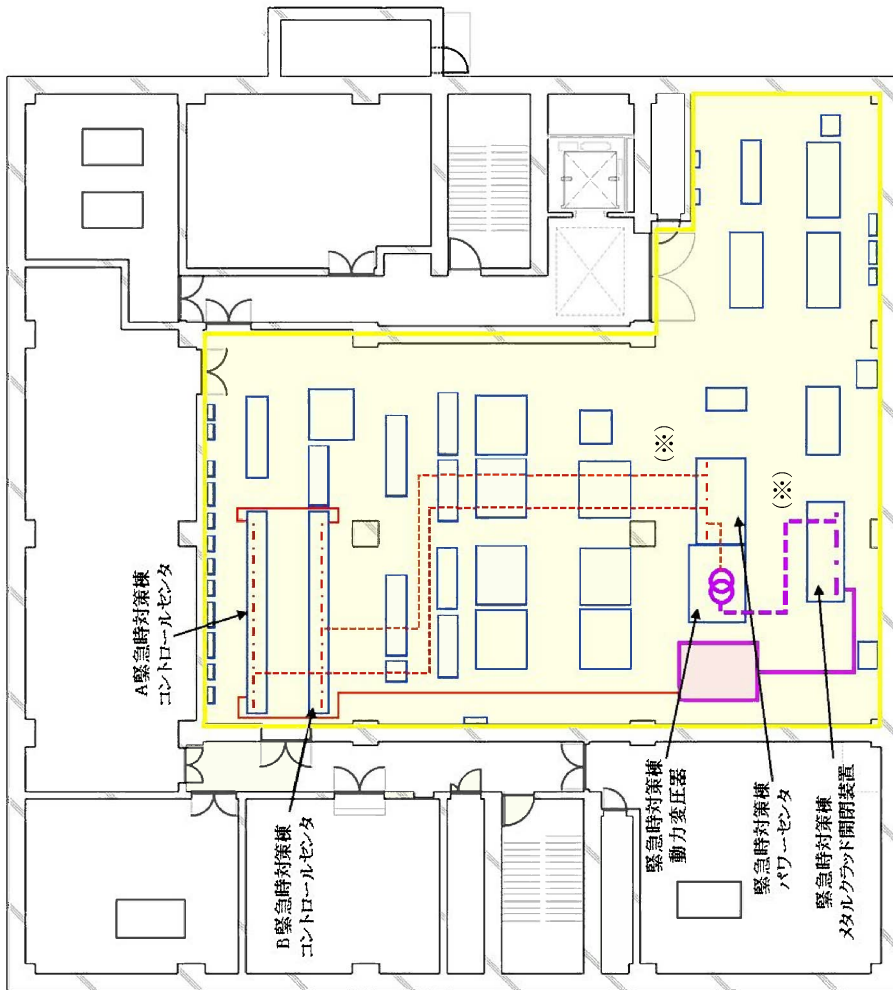 (※)
(※)
A緊急時対策棟
コントロールセンタ
B緊急時対策棟
コントロールセンタ
緊急時対策棟
動力変圧器
緊急時対策棟
パワーセンタ
緊急時対策棟
メタルクラッド開閉装置